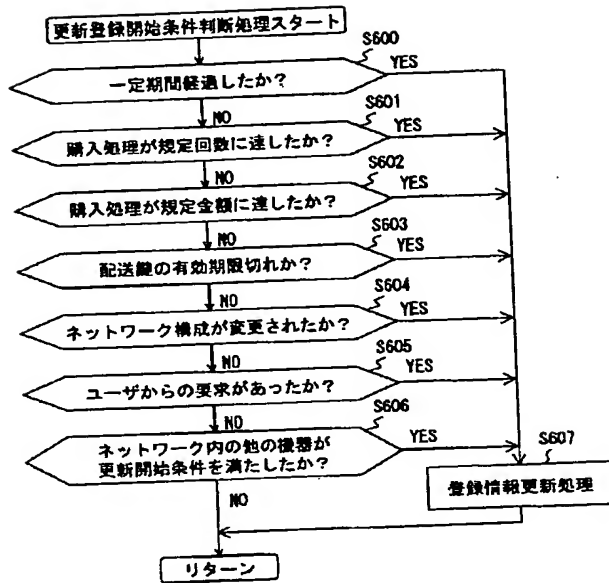 更新登録開始条件判断処理スタート
S600
一定期間経過したか？
YES
NO
S601
購入処理が規定回数に達したか？
YES
NO
S602
購入処理が規定金額に達したか？
YES
NO
S603
配送鍵の有効期限切れか？
YES
NO
S604
ネットワーク構成が変更されたか？
YES
NO
S605
ユーザからの要求があったか？
YES
NO
S606
ネットワーク内の他の機器が
更新開始条件を満たしたか？
YES
NO
S607
登録情報更新処理
リターン